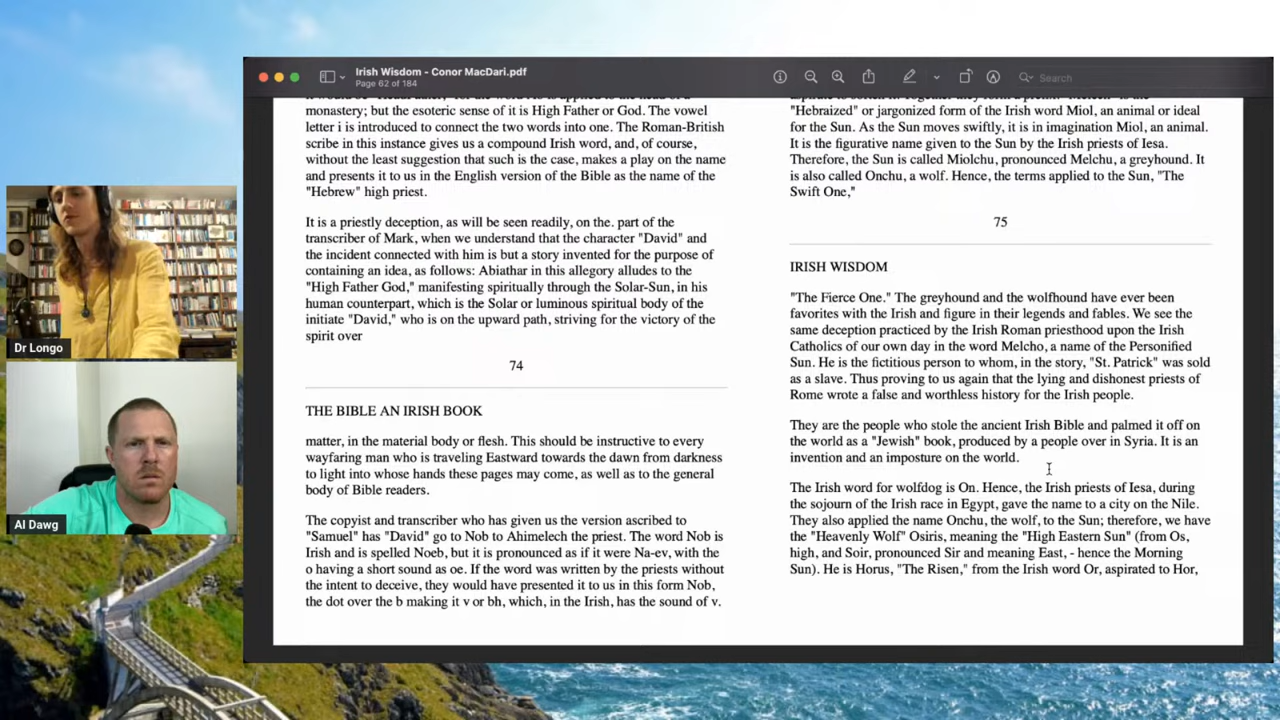 Irish Wisdom - Conor MacDari.pdf
Page 62 of 184
Search
monastery; but the esoteric sense of it is High Father or God. The vowel
letter i is introduced to connect the two words into one. The Roman-British
scribe in this instance gives us a compound Irish word, and, of course,
without the least suggestion that such is the case, makes a play on the name
and presents it to us in the English version of the Bible as the name of the
"Hebrew" high priest.
It is a priestly deception, as will be seen readily, on the. part of the
transcriber of Mark, when we understand that the character "David" and
the incident connected with him is but a story invented for the purpose of
containing an idea, as follows: Abiathar in this allegory alludes to the
"High Father God," manifesting spiritually through the Solar-Sun, in his
human counterpart, which is the Solar or luminous spiritual body of the
initiate "David," who is on the upward path, striving for the victory of the
spirit over
74
THE BIBLE AN IRISH BOOK
matter, in the material body or flesh. This should be instructive to every
wayfaring man who is traveling Eastward towards the dawn from darkness
to light into whose hands these pages may come, as well as to the general
body of Bible readers.
The copyist and transcriber who has given us the version ascribed to
"Samuel" has "David" go to Nob to Ahimelech the priest. The word Nob is
Irish and is spelled Noeb, but it is pronounced as if it were Na-ev, with the
o having a short sound as oe. If the word was written by the priests without
the intent to deceive, they would have presented it to us in this form Nob,
the dot over the b making it v or bh, which, in the Irish, has the sound of v.
"Hebraized" or jargonized form of the Irish word Miol, an animal or ideal
for the Sun. As the Sun moves swiftly, it is in imagination Miol, an animal.
It is the figurative name given to the Sun by the Irish priests of Iesa.
Therefore, the Sun is called Miolchu, pronounced Melchu, a greyhound. It
is also called Onchu, a wolf. Hence, the terms applied to the Sun, "The
Swift One,"
75
IRISH WISDOM
"The Fierce One." The greyhound and the wolfhound have ever been
favorites with the Irish and figure in their legends and fables. We see the
same deception practiced by the Irish Roman priesthood upon the Irish
Catholics of our own day in the word Melcho, a name of the Personified
Sun. He is the fictitious person to whom, in the story, "St. Patrick" was sold
as a slave. Thus proving to us again that the lying and dishonest priests of
Rome wrote a false and worthless history for the Irish people.
They are the people who stole the ancient Irish Bible and palmed it off on
the world as a "Jewish" book, produced by a people over in Syria. It is an
invention and an imposture on the world.
The Irish word for wolfdog is On. Hence, the Irish priests of Iesa, during
the sojourn of the Irish race in Egypt, gave the name to a city on the Nile.
They also applied the name Onchu, the wolf, to the Sun; therefore, we have
the "Heavenly Wolf" Osiris, meaning the "High Eastern Sun" (from Os,
high, and Soir, pronounced Sir and meaning East, - hence the Morning
Sun). He is Horus, "The Risen," from the Irish word Or, aspirated to Hor,
Dr Longo
Al Dawg